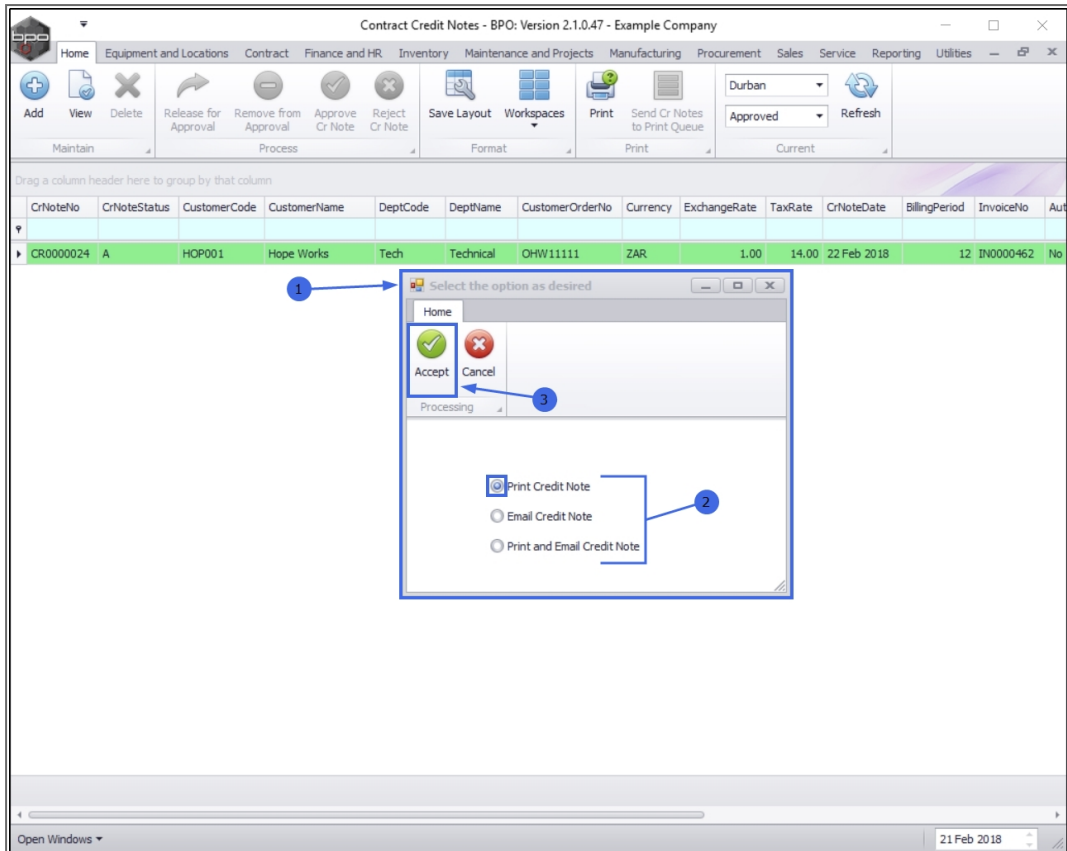 Contract Credit Notes - BPO: Version 2.1.0.47 - Example Company
bpo
Home Equipment and Locations Contract Finance and HR Inventory Maintenance and Projects Manufacturing Procurement Sales Service Reporting Utilities
Add View Delete Release for Approval Remove from Approval Approve Cr Note Reject Cr Note Save Layout Workspaces Print Send Cr Notes to Print Queue Durban Approved Refresh
Maintain Process Format Print Current
Drag a column header here to group by that column
CrNoteNo CrNoteStatus CustomerCode CustomerName DeptCode DeptName CustomerOrderNo Currency ExchangeRate TaxRate CrNoteDate BillingPeriod InvoiceNo Aut
CR0000024 A HOP001 Hope Works Tech Technical OHW11111 ZAR 1.00 14.00 22 Feb 2018 12 IN0000462 No
1
Select the option as desired
Home
Accept Cancel
3
Processing
Print Credit Note
2
Email Credit Note
Print and Email Credit Note
Open Windows 21 Feb 2018